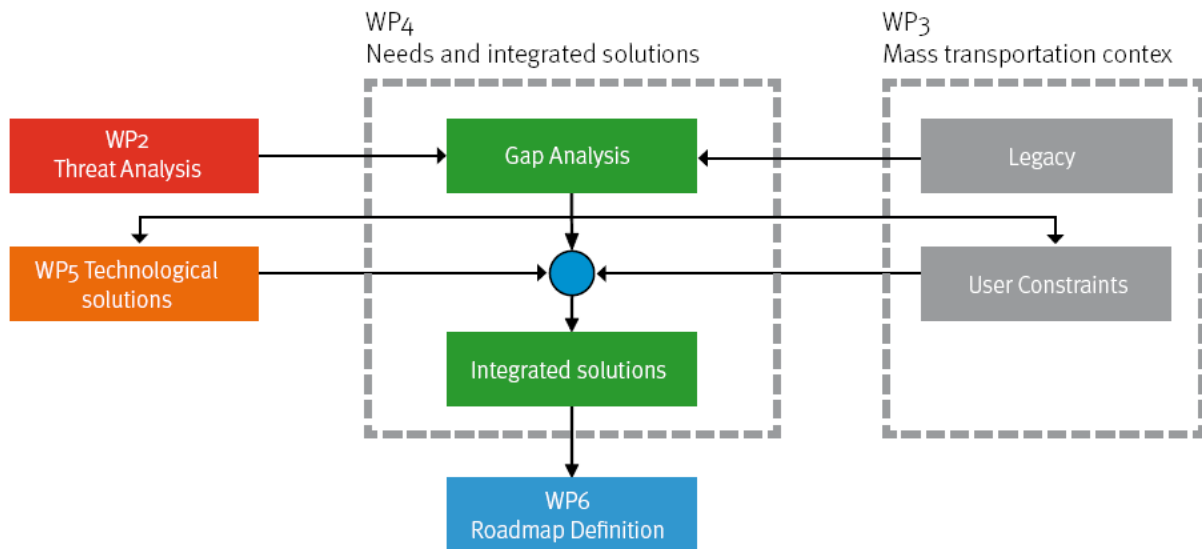 WP4
Needs and integrated solutions
WP3
Mass transportation contex
WP2
Threat Analysis
Gap Analysis
Legacy
WP5 Technological
solutions
User Constraints
Integrated solutions
WP6
Roadmap Definition